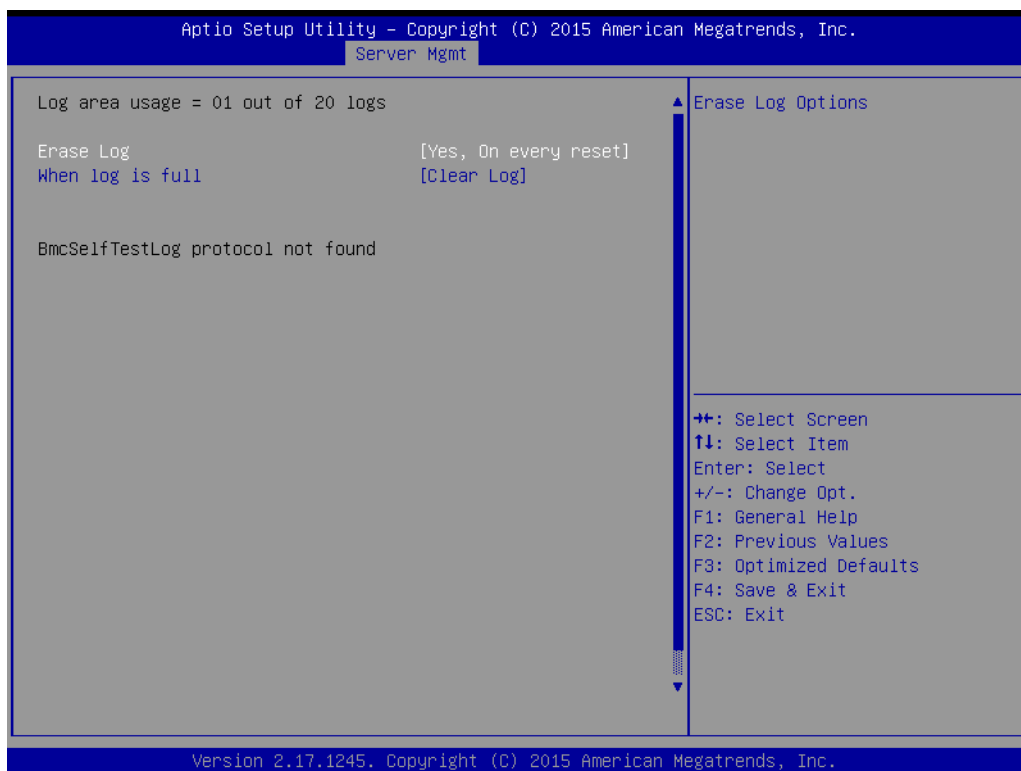 Aptio Setup Utility – Copyright (C) 2015 American Megatrends, Inc.
Server Mgmt
Log area usage = 01 out of 20 logs
Erase Log [Yes, On every reset]
When log is full [Clear Log]
BmcSelfTestLog protocol not found
Erase Log Options
→←: Select Screen
↑↓: Select Item
Enter: Select
+/-: Change Opt.
F1: General Help
F2: Previous Values
F3: Optimized Defaults
F4: Save & Exit
ESC: Exit
Version 2.17.1245. Copyright (C) 2015 American Megatrends, Inc.